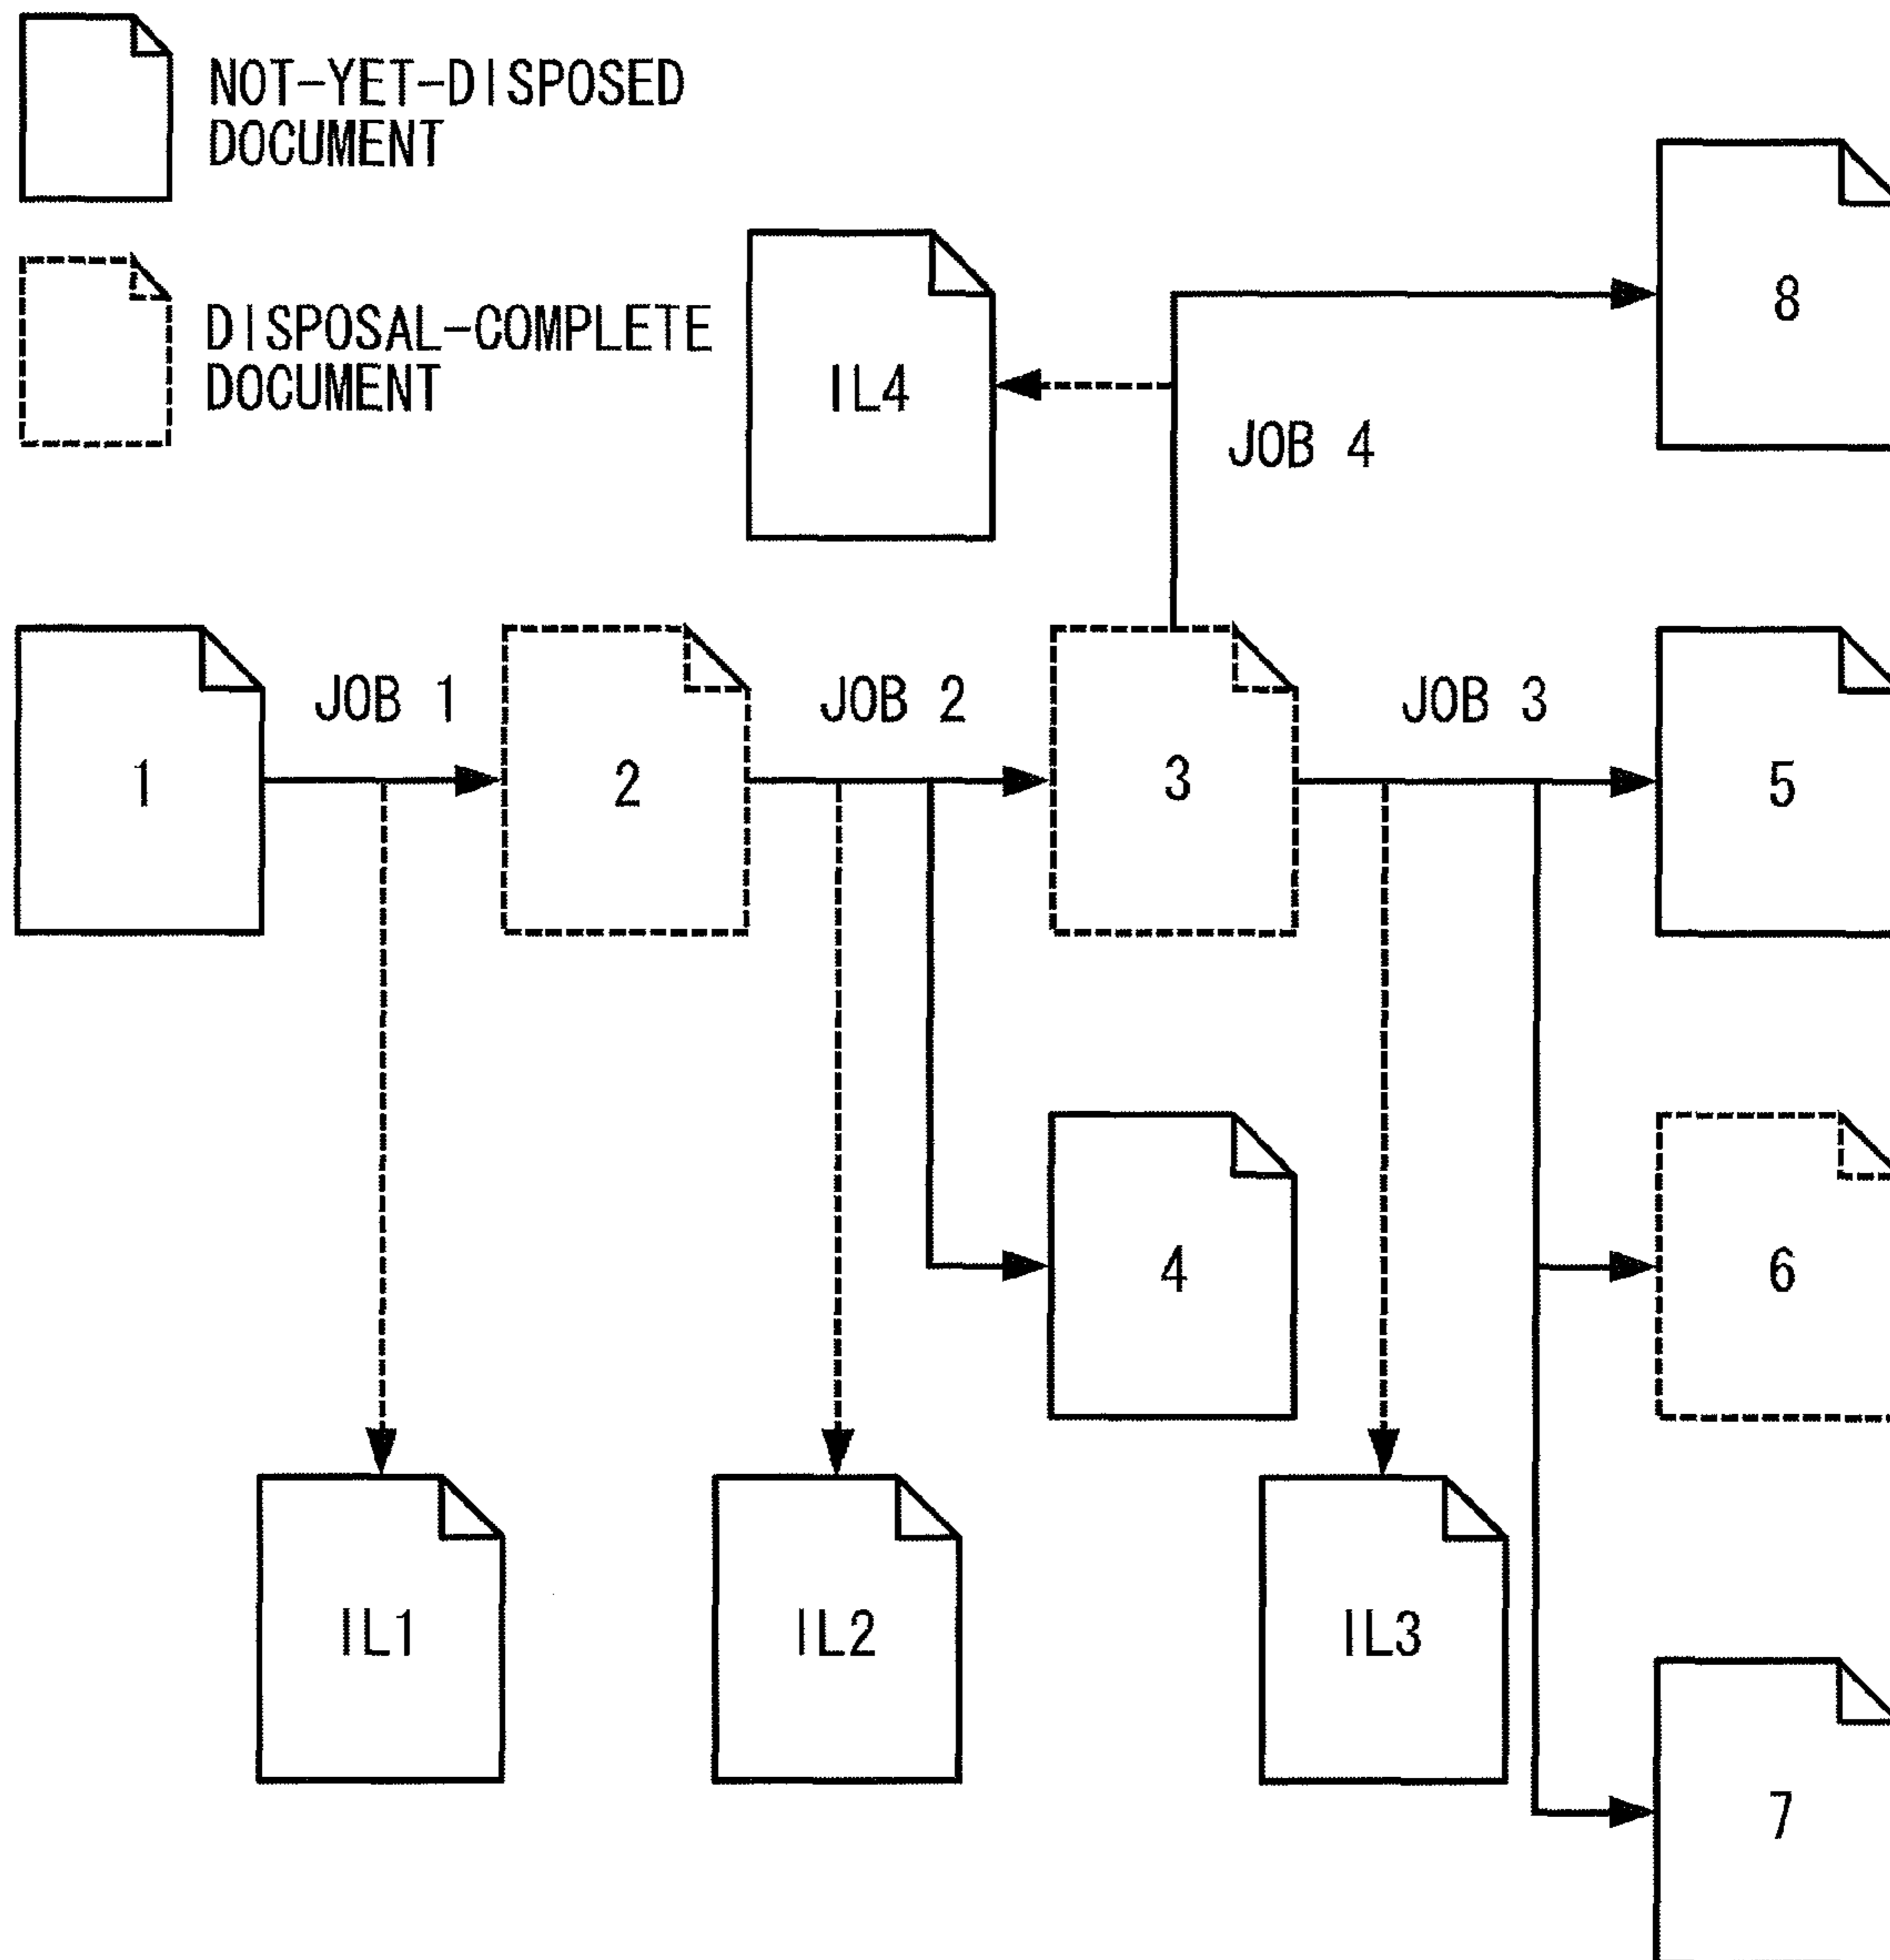 NOT-YET-DISPOSED
DOCUMENT
DISPOSAL-COMPLETE
DOCUMENT
8
IL4
JOB 4
JOB 1
JOB 2
JOB 3
1
2
3
5
4
6
IL1
IL2
IL3
7